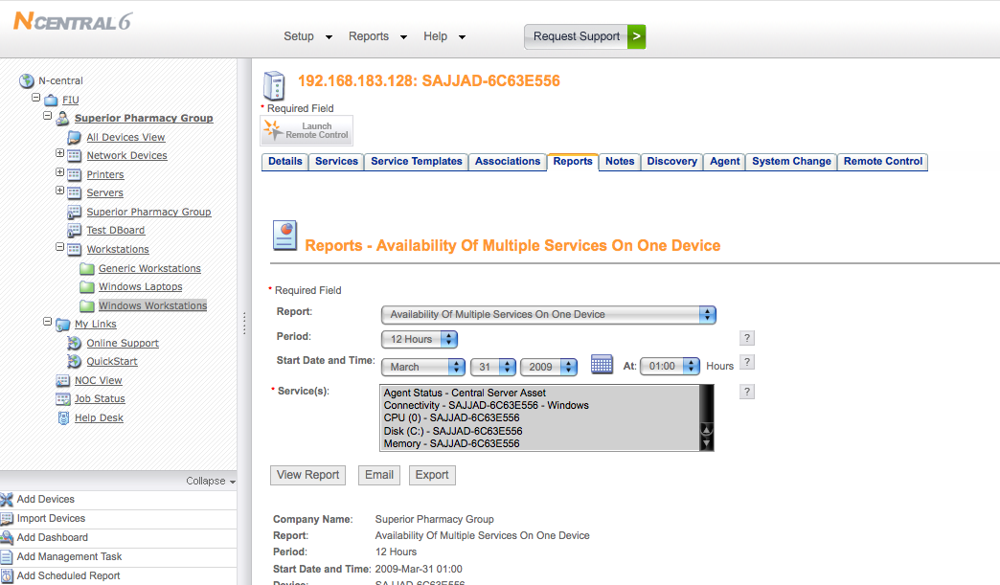 NCENTRAL 6
Setup Reports Help Request Support >
N-central
FIU
Superior Pharmacy Group
All Devices View
Network Devices
Printers
Servers
Superior Pharmacy Group
Test DBoard
Workstations
Generic Workstations
Windows Laptops
Windows Workstations
My Links
Online Support
QuickStart
NOC View
Job Status
Help Desk
Collapse
Add Devices
Import Devices
Add Dashboard
Add Management Task
Add Scheduled Report
192.168.183.128: SAJJAD-6C63E556
* Required Field
Launch
Remote Control
Details Services Service Templates Associations Reports Notes Discovery Agent System Change Remote Control
Reports - Availability Of Multiple Services On One Device
* Required Field
Report: Availability Of Multiple Services On One Device
Period: 12 Hours ?
Start Date and Time: March 31 2009 At: 01:00 Hours ?
* Service(s): ?
Agent Status - Central Server Asset
Connectivity - SAJJAD-6C63E556 - Windows
CPU (0) - SAJJAD-6C63E556
Disk (C:) - SAJJAD-6C63E556
Memory - SAJJAD-6C63E556
View Report Email Export
Company Name: Superior Pharmacy Group
Report: Availability Of Multiple Services On One Device
Period: 12 Hours
Start Date and Time: 2009-Mar-31 01:00
Device: SAJJAD-6C63E556